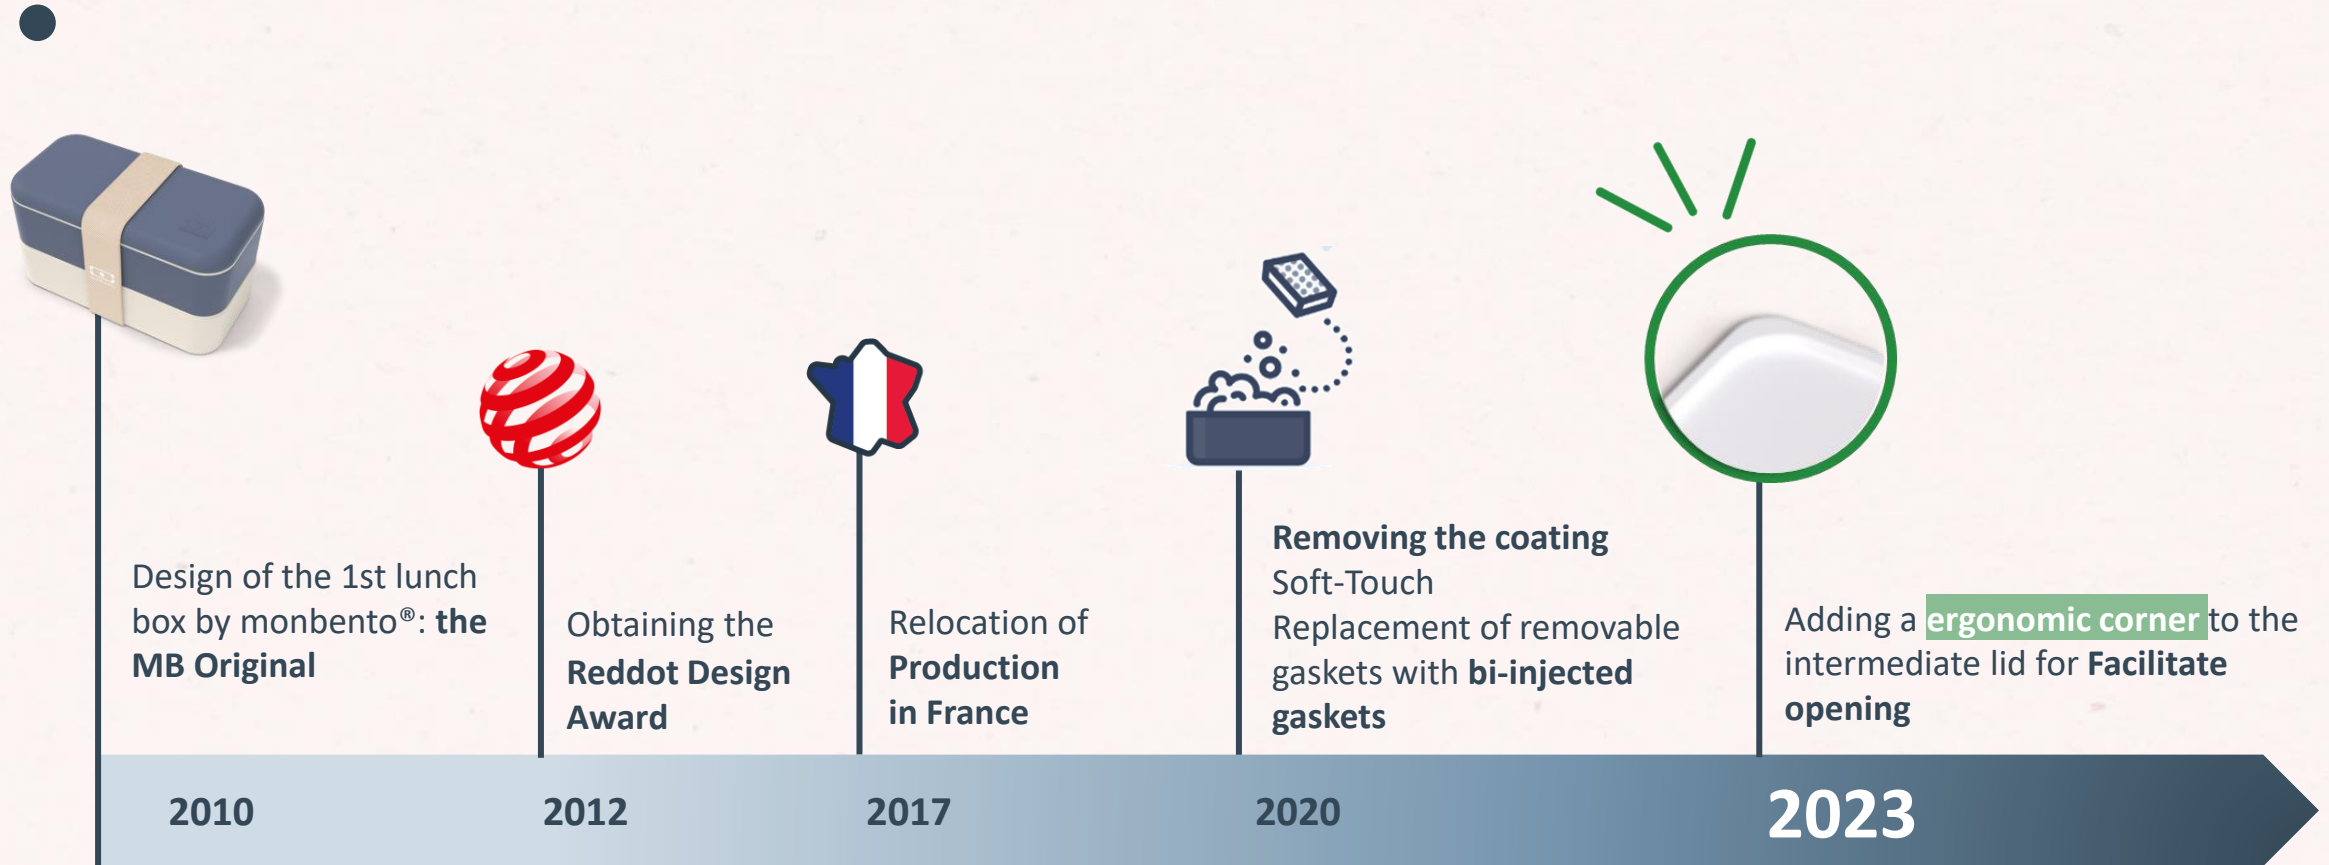 Design of the 1st lunch
box by monbento®: the
MB Original
Obtaining the
Reddot Design
Award
Relocation of
Production
in France
Removing the coating
Soft-Touch
Replacement of removable
gaskets with bi-injected
gaskets
Adding a ergonomic corner to the
intermediate lid for Facilitate
opening
2010
2012
2017
2020
2023